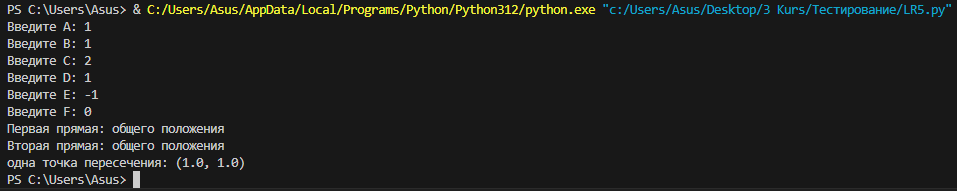 PS C:\Users\Asus> & C:/Users/Asus/AppData/Local/Programs/Python/Python312/python.exe "c:/Users/Asus/Desktop/3 Kurs/Тестирование/LR5.py"
Введите A: 1
Введите B: 1
Введите C: 2
Введите D: 1
Введите E: -1
Введите F: 0
Первая прямая: общего положения
Вторая прямая: общего положения
одна точка пересечения: (1.0, 1.0)
PS C:\Users\Asus>